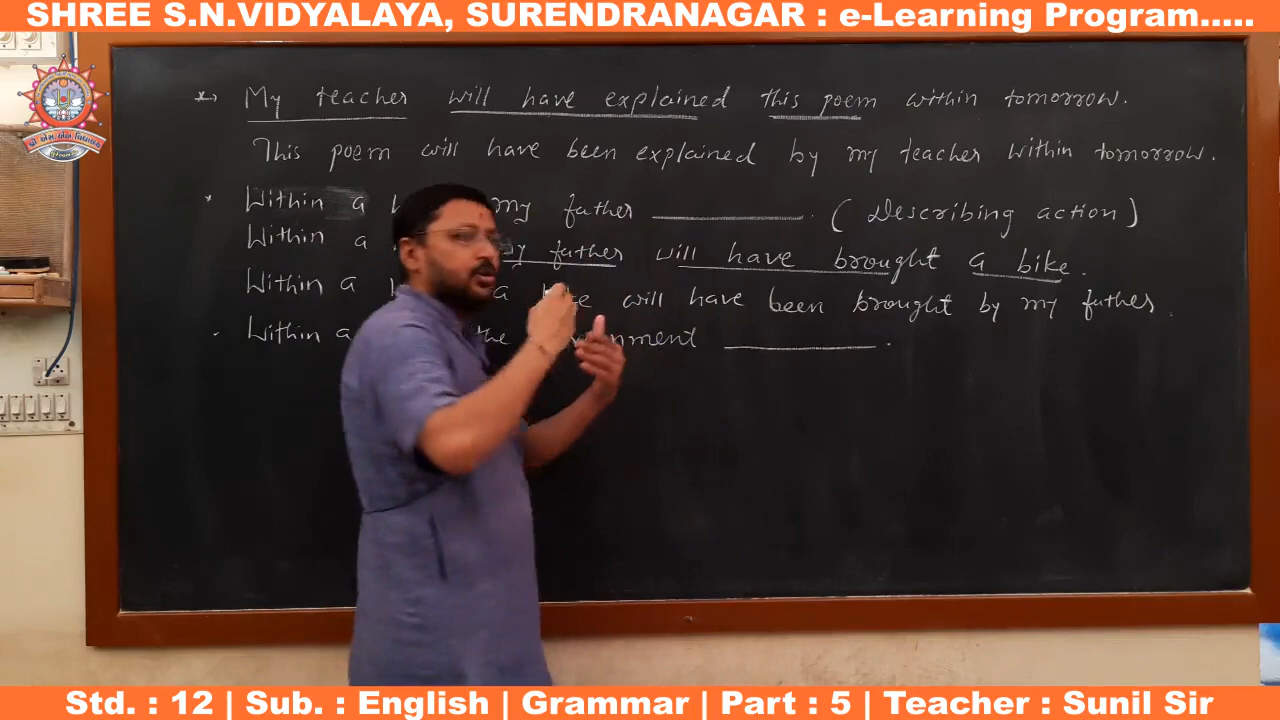 SHREE S.N.VIDYALAYA, SURENDRANAGAR : e-Learning Program.....
My teacher will have explained this poem within tomorrow.
This poem will have been explained by my teacher within tomorrow.
Within a my father ____________. (Describing action)
Within a father will have brought a bike.
Within a a will have been brought by my father.
Within a the ____________.
Std. : 12 | Sub. : English | Grammar | Part : 5 | Teacher : Sunil Sir